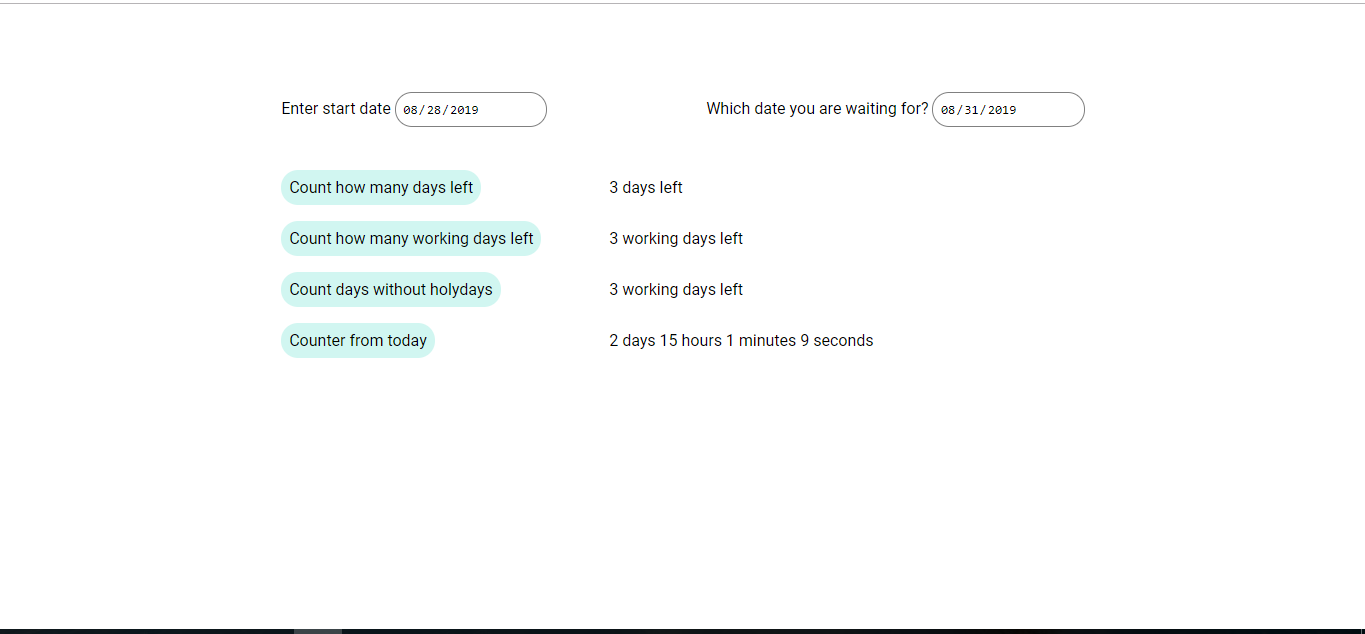 Enter start date 08/28/2019 Which date you are waiting for? 08/31/2019
Count how many days left 3 days left
Count how many working days left 3 working days left
Count days without holydays 3 working days left
Counter from today 2 days 15 hours 1 minutes 9 seconds